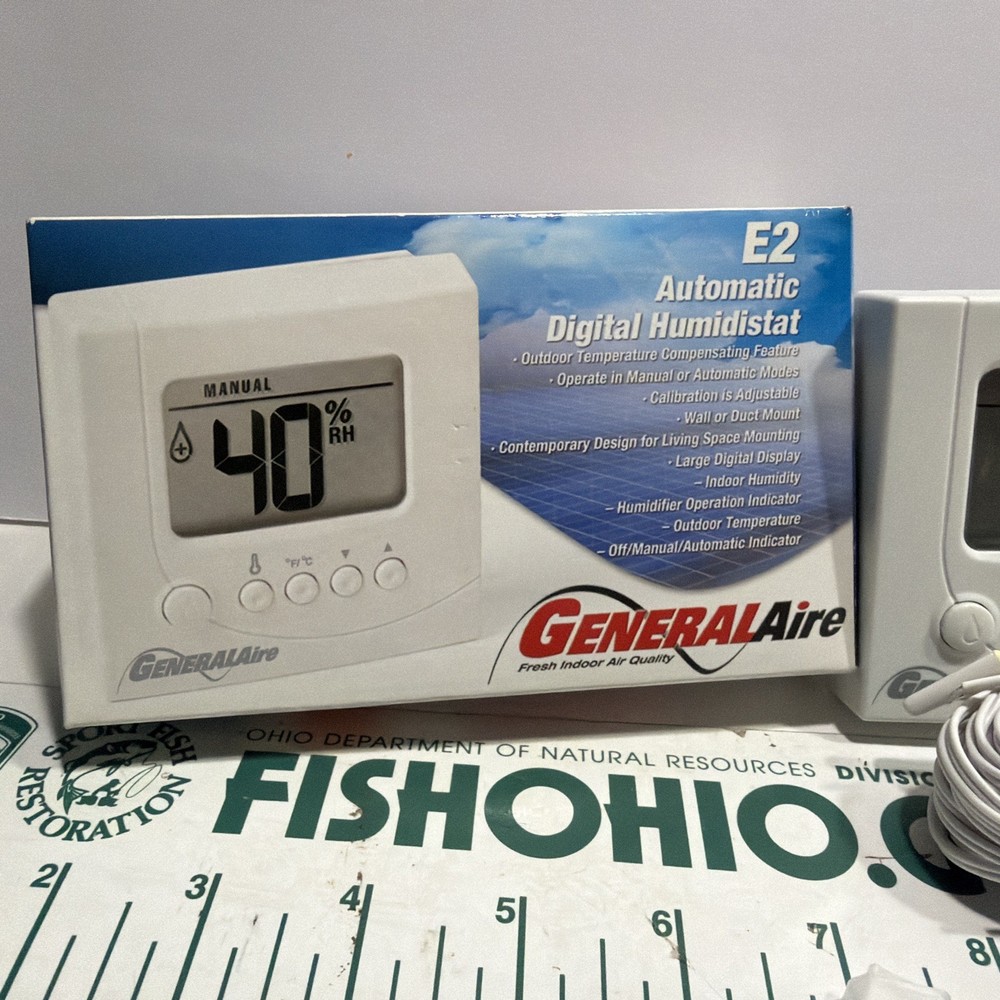 E2
Automatic
Digital Humidistat
· Outdoor Temperature Compensating Feature
· Operate in Manual or Automatic Modes
· Calibration is Adjustable
· Wall or Duct Mount
· Contemporary Design for Living Space Mounting
· Large Digital Display
– Indoor Humidity
– Humidifier Operation Indicator
– Outdoor Temperature
– Off/Manual/Automatic Indicator
MANUAL
40 % RH
°F/°C
GENERALAire
GENERALAire
Fresh Indoor Air Quality
SPORT FISH RESTORATION
OHIO DEPARTMENT OF NATURAL RESOURCES
FISHOHIO.
2 3 4 5 6 7 8